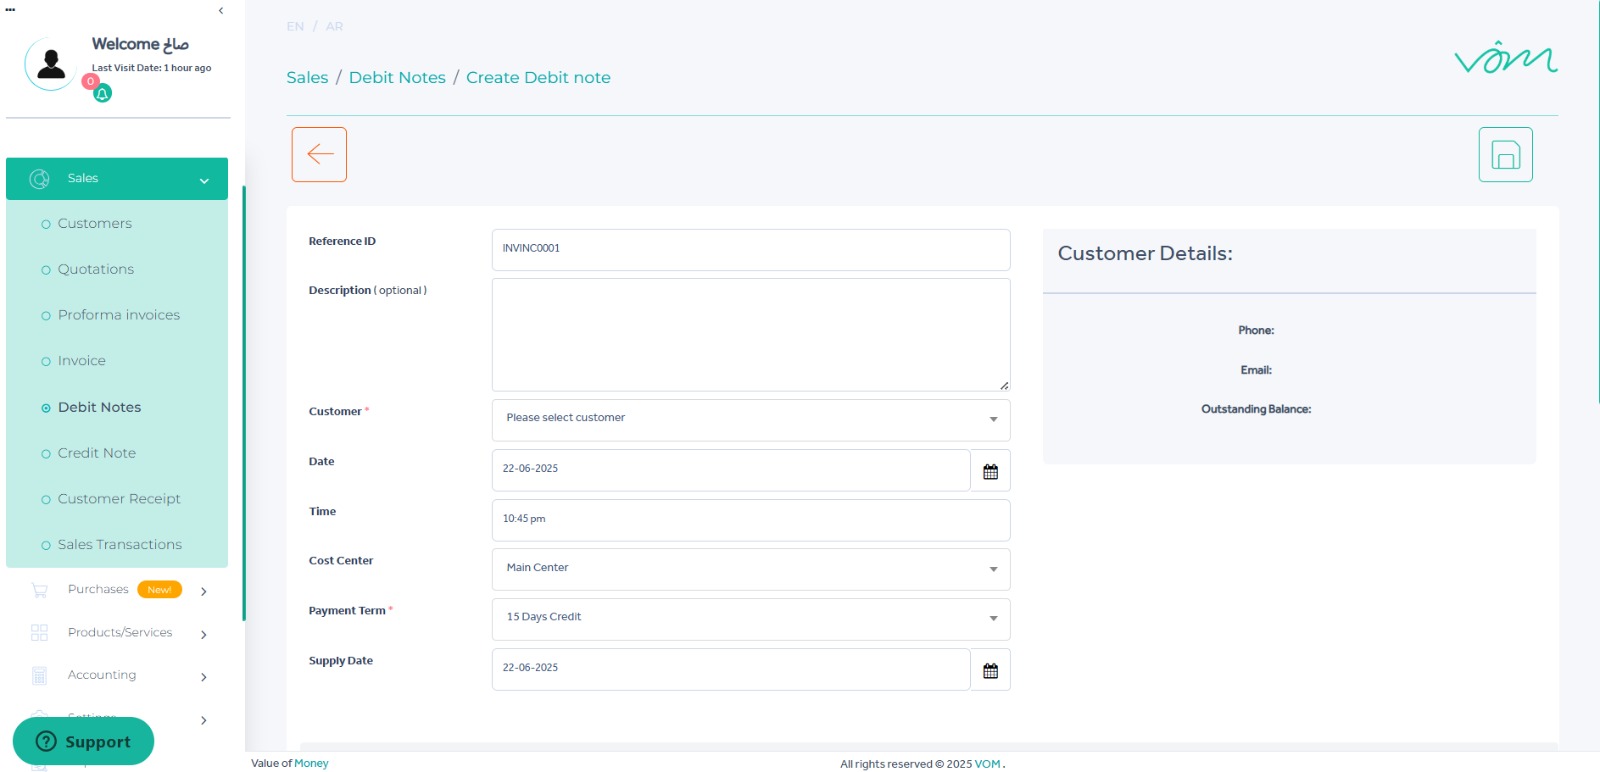 Welcome صالح
Last Visit Date: 1 hour ago
0
Sales
Customers
Quotations
Proforma invoices
Invoice
Debit Notes
Credit Note
Customer Receipt
Sales Transactions
Purchases New!
Products/Services
Accounting
Settings
Support
EN / AR
vôm
Sales / Debit Notes / Create Debit note
Reference ID
INVINC0001
Description ( optional )
Customer *
Please select customer
Date
22-06-2025
Time
10:45 pm
Cost Center
Main Center
Payment Term *
15 Days Credit
Supply Date
22-06-2025
Customer Details:
Phone:
Email:
Outstanding Balance:
Value of Money
All rights reserved © 2025 VOM .